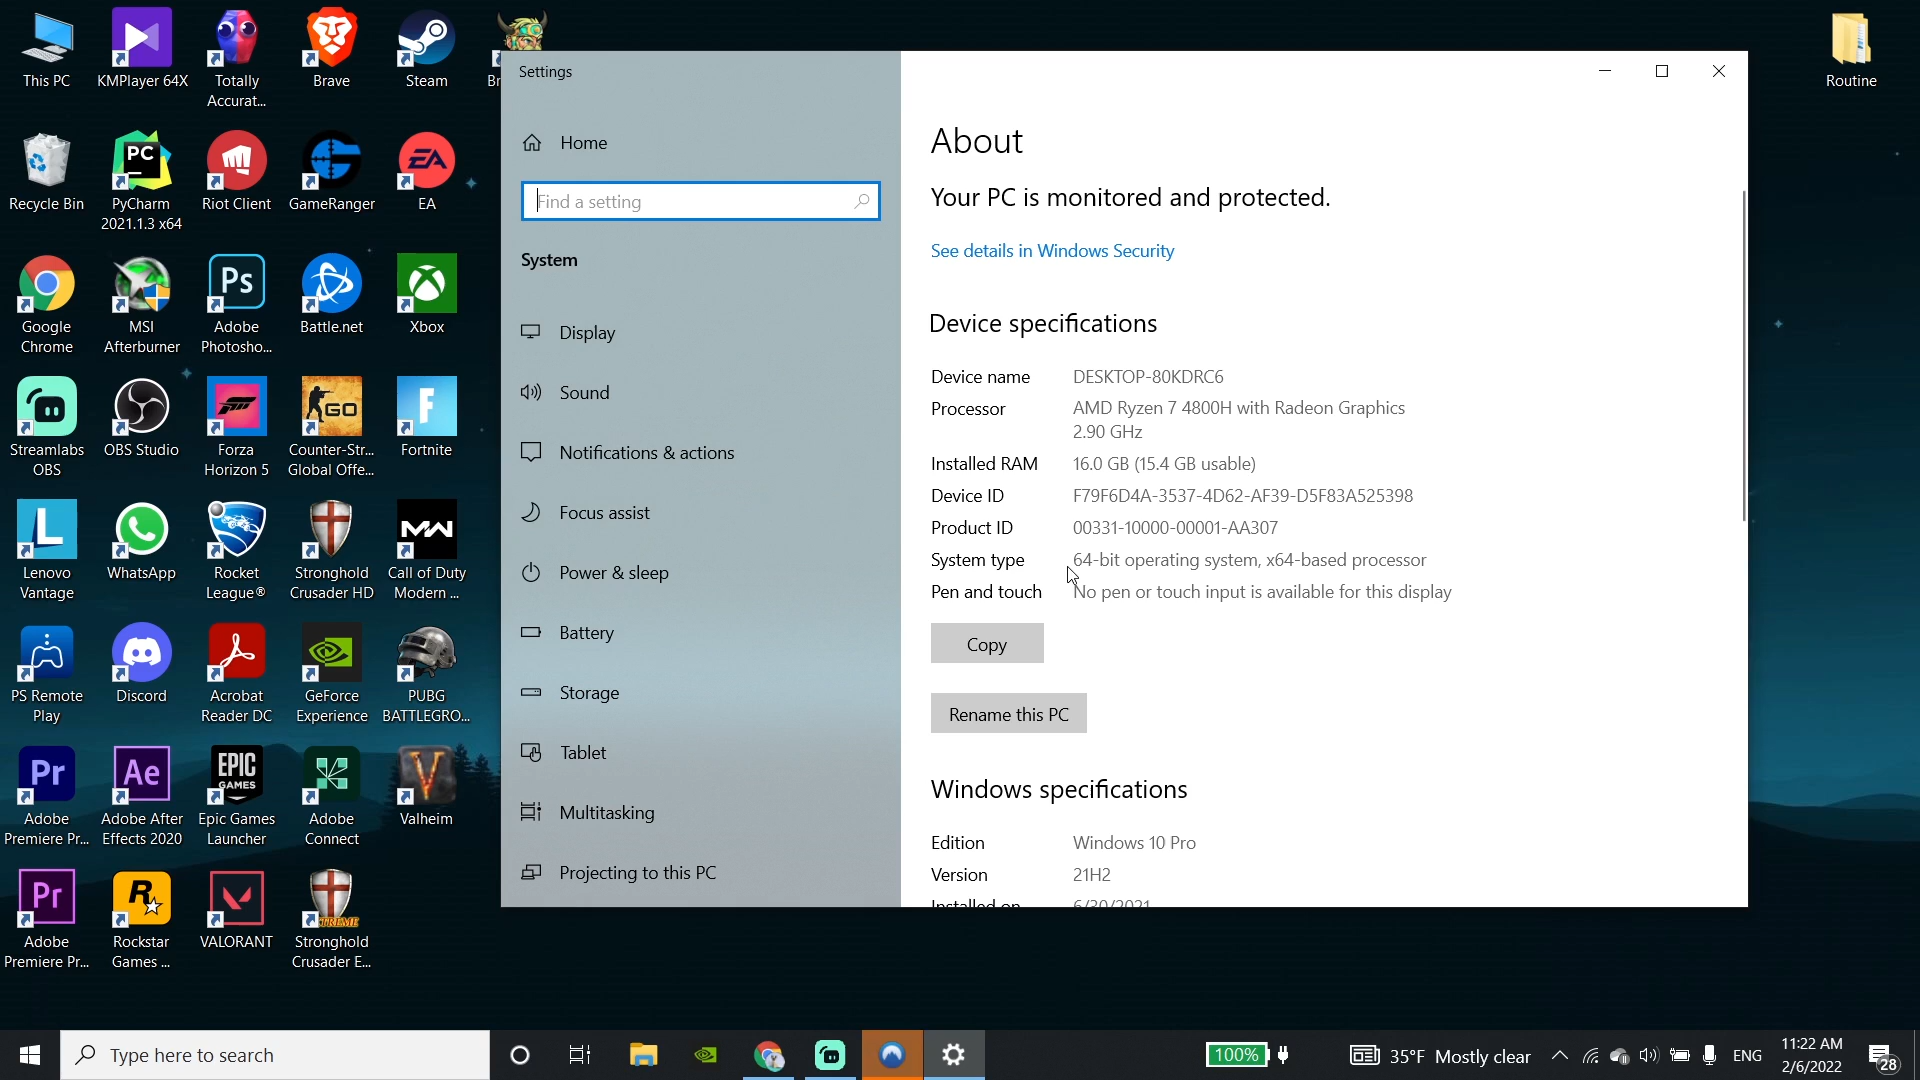 This PC
KMPlayer 64X
Totally
Accurat...
Brave
Steam
Br
Routine
Recycle Bin
PC
PyCharm
2021.1.3 x64
Riot Client
GameRanger
EA
EA
Google
Chrome
MSI
Afterburner
Ps
Adobe
Photosho...
Battle.net
Xbox
Streamlabs
OBS
OBS Studio
Forza
Horizon 5
GO
Counter-Str...
Global Offe...
F
Fortnite
L
Lenovo
Vantage
WhatsApp
Rocket
League®
Stronghold
Crusader HD
MW
Call of Duty
Modern ...
PS Remote
Play
Discord
Acrobat
Reader DC
GeForce
Experience
PUBG
BATTLEGRO...
Pr
Adobe
Premiere Pr...
Ae
Adobe After
Effects 2020
EPIC
GAMES
Epic Games
Launcher
Adobe
Connect
V
Valheim
Pr
Adobe
Premiere Pr...
R
Rockstar
Games ...
VALORANT
Stronghold
Crusader E...
Settings
Home
Find a setting
System
Display
Sound
Notifications & actions
Focus assist
Power & sleep
Battery
Storage
Tablet
Multitasking
Projecting to this PC
About
Your PC is monitored and protected.
See details in Windows Security
Device specifications
Device name DESKTOP-80KDRC6
Processor AMD Ryzen 7 4800H with Radeon Graphics
2.90 GHz
Installed RAM 16.0 GB (15.4 GB usable)
Device ID F79F6D4A-3537-4D62-AF39-D5F83A525398
Product ID 00331-10000-00001-AA307
System type 64-bit operating system, x64-based processor
Pen and touch No pen or touch input is available for this display
Copy
Rename this PC
Windows specifications
Edition Windows 10 Pro
Version 21H2
Installed on 6/30/2021
Type here to search
100%
35°F Mostly clear
ENG
11:22 AM
2/6/2022
28